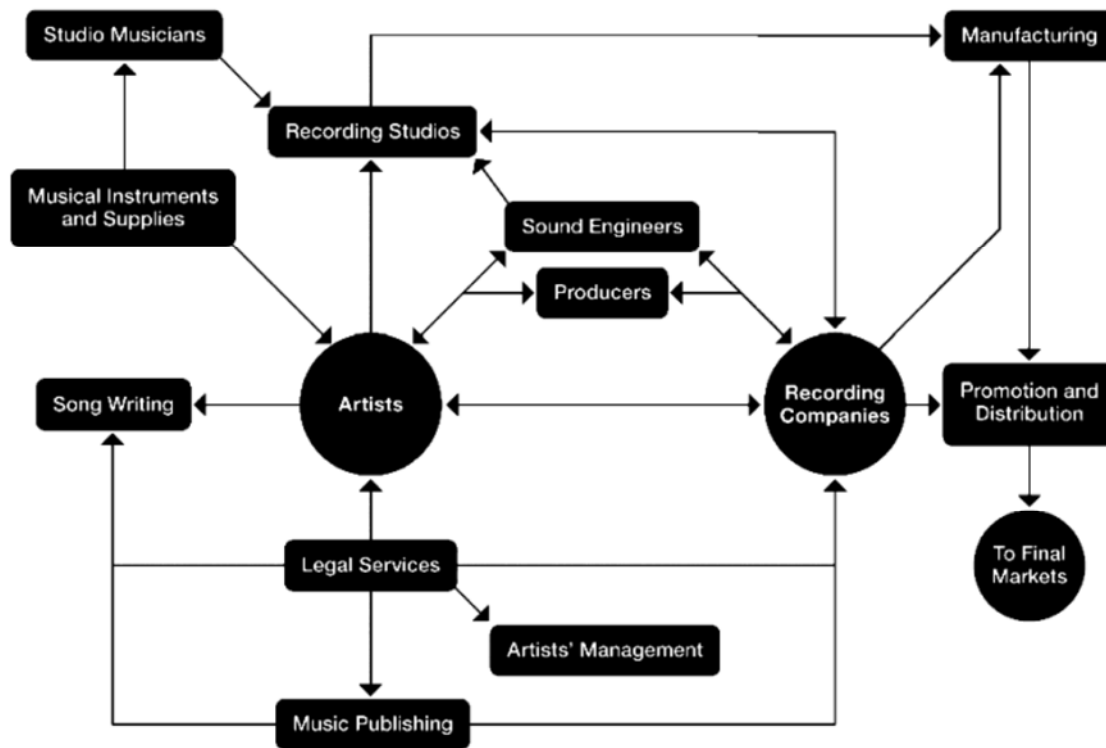 Studio Musicians
Manufacturing
Recording Studios
Musical Instruments
and Supplies
Sound Engineers
Producers
Song Writing
Artists
Recording
Companies
Promotion and
Distribution
Legal Services
To Final
Markets
Artists' Management
Music Publishing